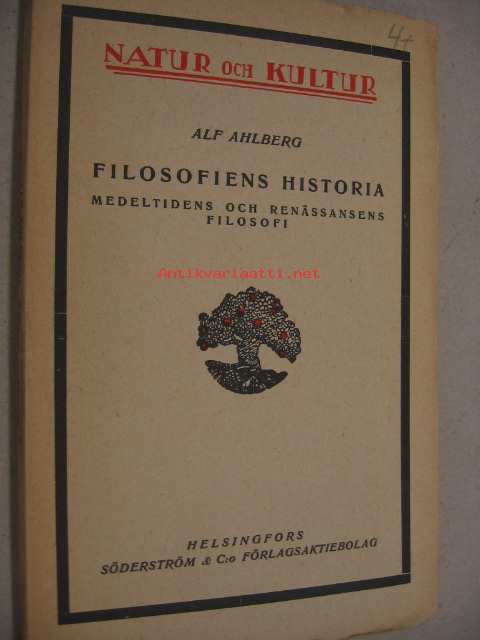 4+
NATUR OCH KULTUR
ALF AHLBERG
FILOSOFIENS HISTORIA
MEDELTIDENS OCH RENÄSSANSENS
FILOSOFI
Antikvariaatti.net
HELSINGFORS
SÖDERSTRÖM & C:o FÖRLAGSAKTIEBOLAG